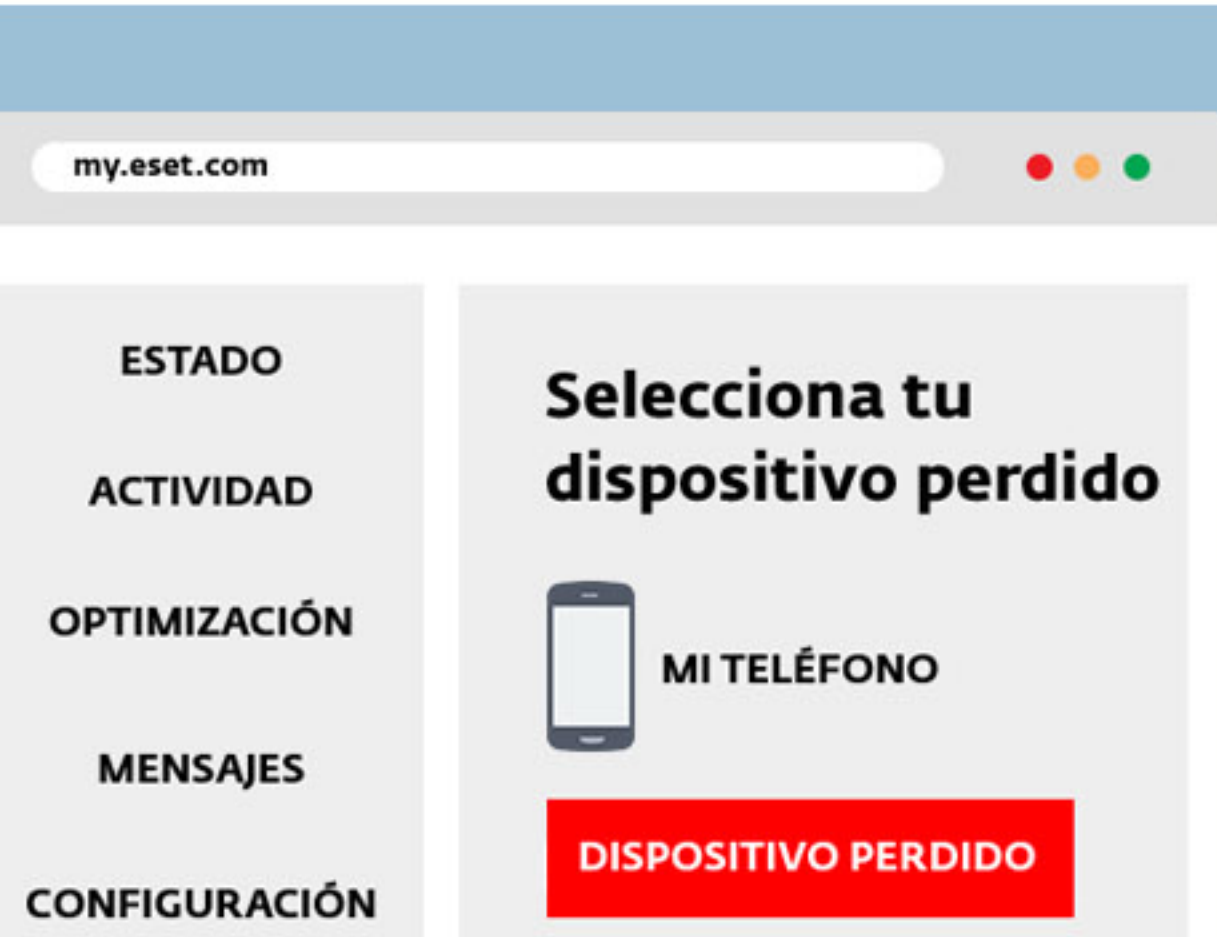 my.eset.com
ESTADO
ACTIVIDAD
OPTIMIZACIÓN
MENSAJES
CONFIGURACIÓN
Selecciona tu
dispositivo perdido
MI TELÉFONO
DISPOSITIVO PERDIDO